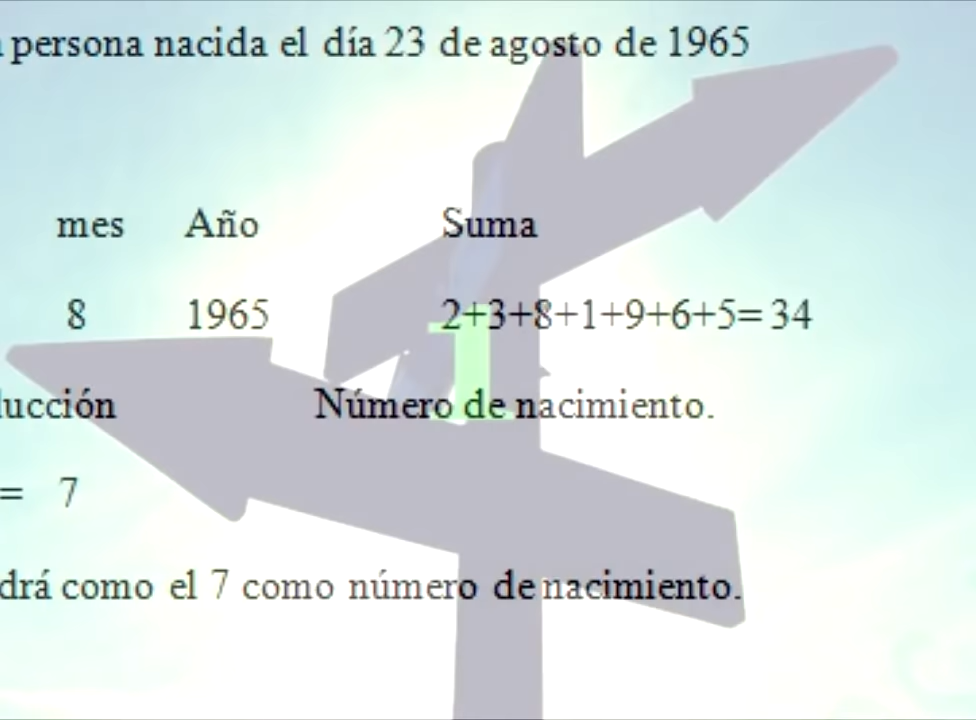 persona nacida el día 23 de agosto de 1965
mes Año Suma
8 1965 2+3+8+1+9+6+5= 34
1
ducción Número de nacimiento.
= 7
drá como el 7 como número de nacimiento.